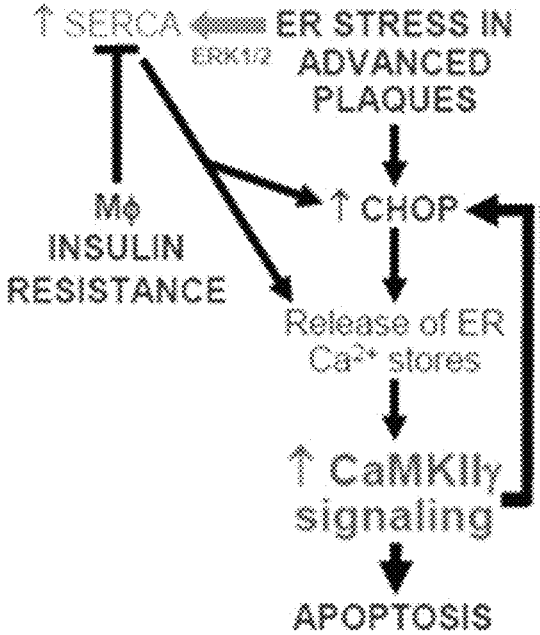 ↑ SERCA
ERK1/2
ER STRESS IN
ADVANCED
PLAQUES
Mϕ
INSULIN
RESISTANCE
↑ CHOP
Release of ER
Ca²⁺ stores
↑ CaMKIIγ
signaling
APOPTOSIS